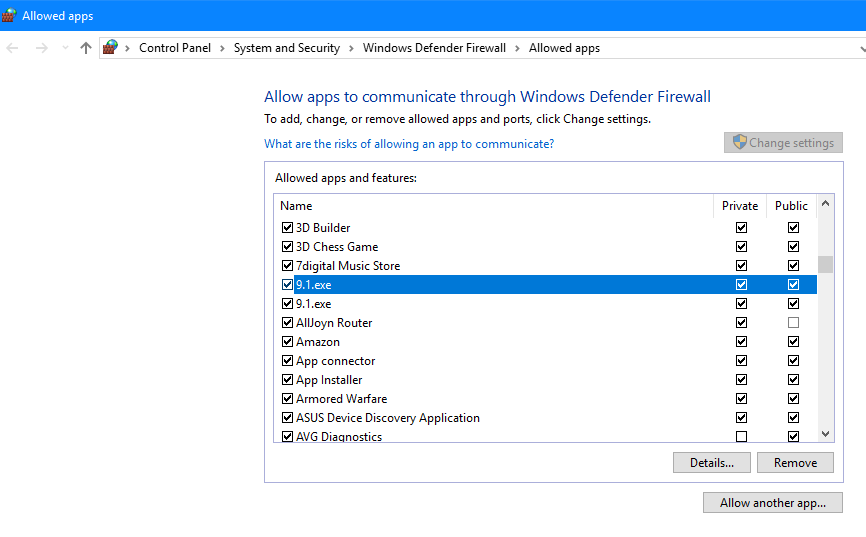 Allowed apps
Control Panel > System and Security > Windows Defender Firewall > Allowed apps
Allow apps to communicate through Windows Defender Firewall
To add, change, or remove allowed apps and ports, click Change settings.
What are the risks of allowing an app to communicate?
Change settings
Allowed apps and features:
Name Private Public
3D Builder
3D Chess Game
7digital Music Store
9.1.exe
9.1.exe
AllJoyn Router
Amazon
App connector
App Installer
Armored Warfare
ASUS Device Discovery Application
AVG Diagnostics
Details... Remove
Allow another app...